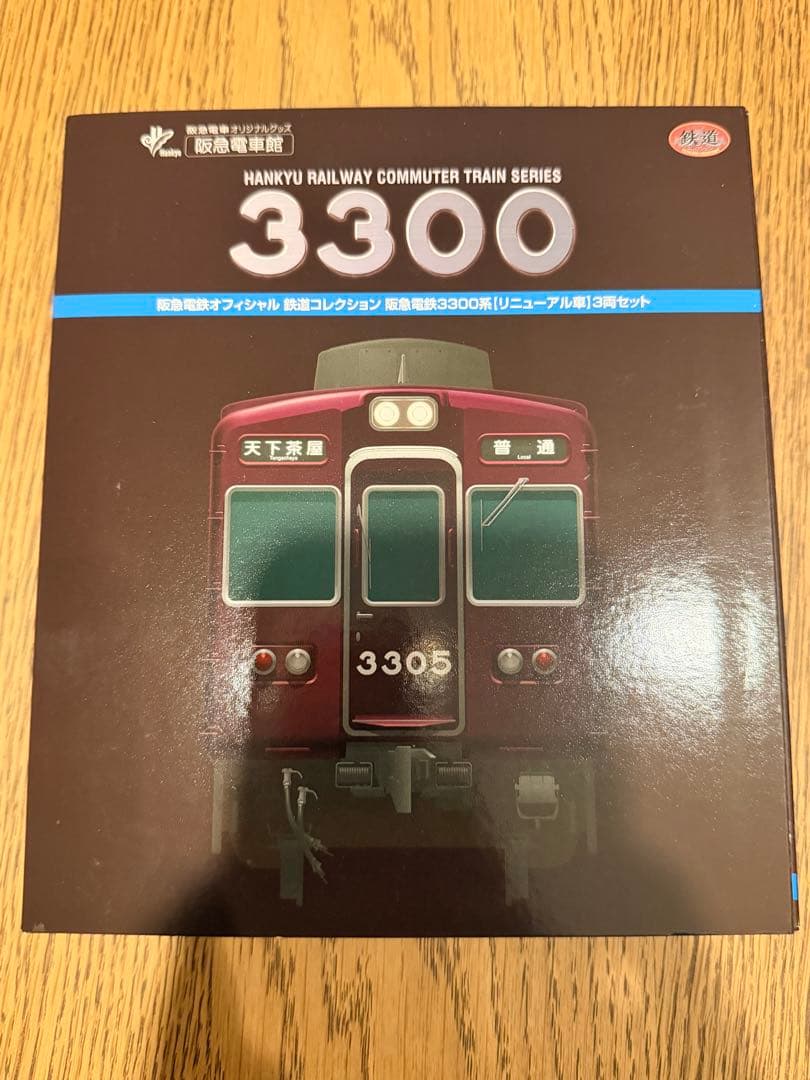 阪急電車オリジナルグッズ
Hankyu 阪急電車館
鉄道
HANKYU RAILWAY COMMUTER TRAIN SERIES
3300
阪急電鉄オフィシャル 鉄道コレクション 阪急電鉄3300系[リニューアル車]3両セット
天下茶屋
Tengachaya
普通
Local
3305